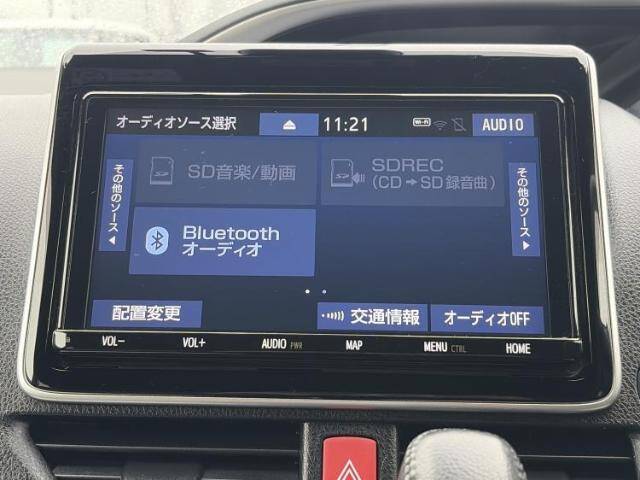 オーディオソース選択 ⏏ 11:21 Wi-Fi AUDIO
その他のソース◀
SD音楽/動画
SDREC
(CD→SD録音曲)
その他のソース▶
Bluetooth
オーディオ
配置変更 交通情報 オーディオOFF
VOL− VOL+ AUDIO PWR MAP MENU CTRL HOME